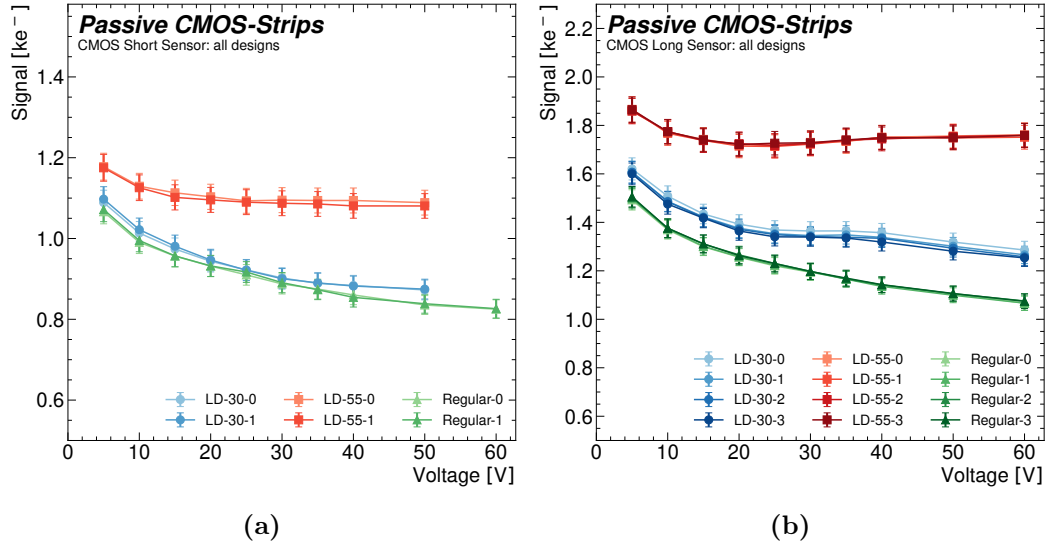 Passive CMOS-Strips
CMOS Short Sensor: all designs
Signal [ke⁻]
1.4
1.2
1.0
0.8
0.6
LD-30-0
LD-55-0
Regular-0
LD-30-1
LD-55-1
Regular-1
0 10 20 30 40 50 60
Voltage [V]
(a)
Passive CMOS-Strips
CMOS Long Sensor: all designs
Signal [ke⁻]
2.2
2.0
1.8
1.6
1.4
1.2
1.0
0.8
0.6
LD-30-0
LD-55-0
Regular-0
LD-30-1
LD-55-1
Regular-1
LD-30-2
LD-55-2
Regular-2
LD-30-3
LD-55-3
Regular-3
0 10 20 30 40 50 60
Voltage [V]
(b)